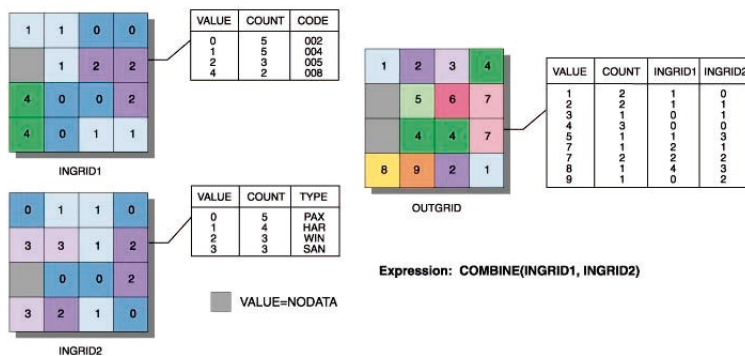 1 1 0 0
1 2 2
4 0 0 2
4 0 1 1
INGRID1
VALUE COUNT CODE
0 5 002
1 5 004
2 3 005
4 2 008
0 1 1 0
3 3 1 2
0 0 2
3 2 1 0
INGRID2
VALUE COUNT TYPE
0 5 PAX
1 4 HAR
2 3 WIN
3 3 SAN
VALUE=NODATA
1 2 3 4
5 6 7
4 4 7
8 9 2 1
OUTGRID
VALUE COUNT INGRID1 INGRID2
1 2 1 0
2 2 1 1
3 1 0 1
4 3 0 0
5 1 1 3
7 1 2 1
7 2 2 2
8 1 4 3
9 1 0 2
Expression: COMBINE(INGRID1, INGRID2)